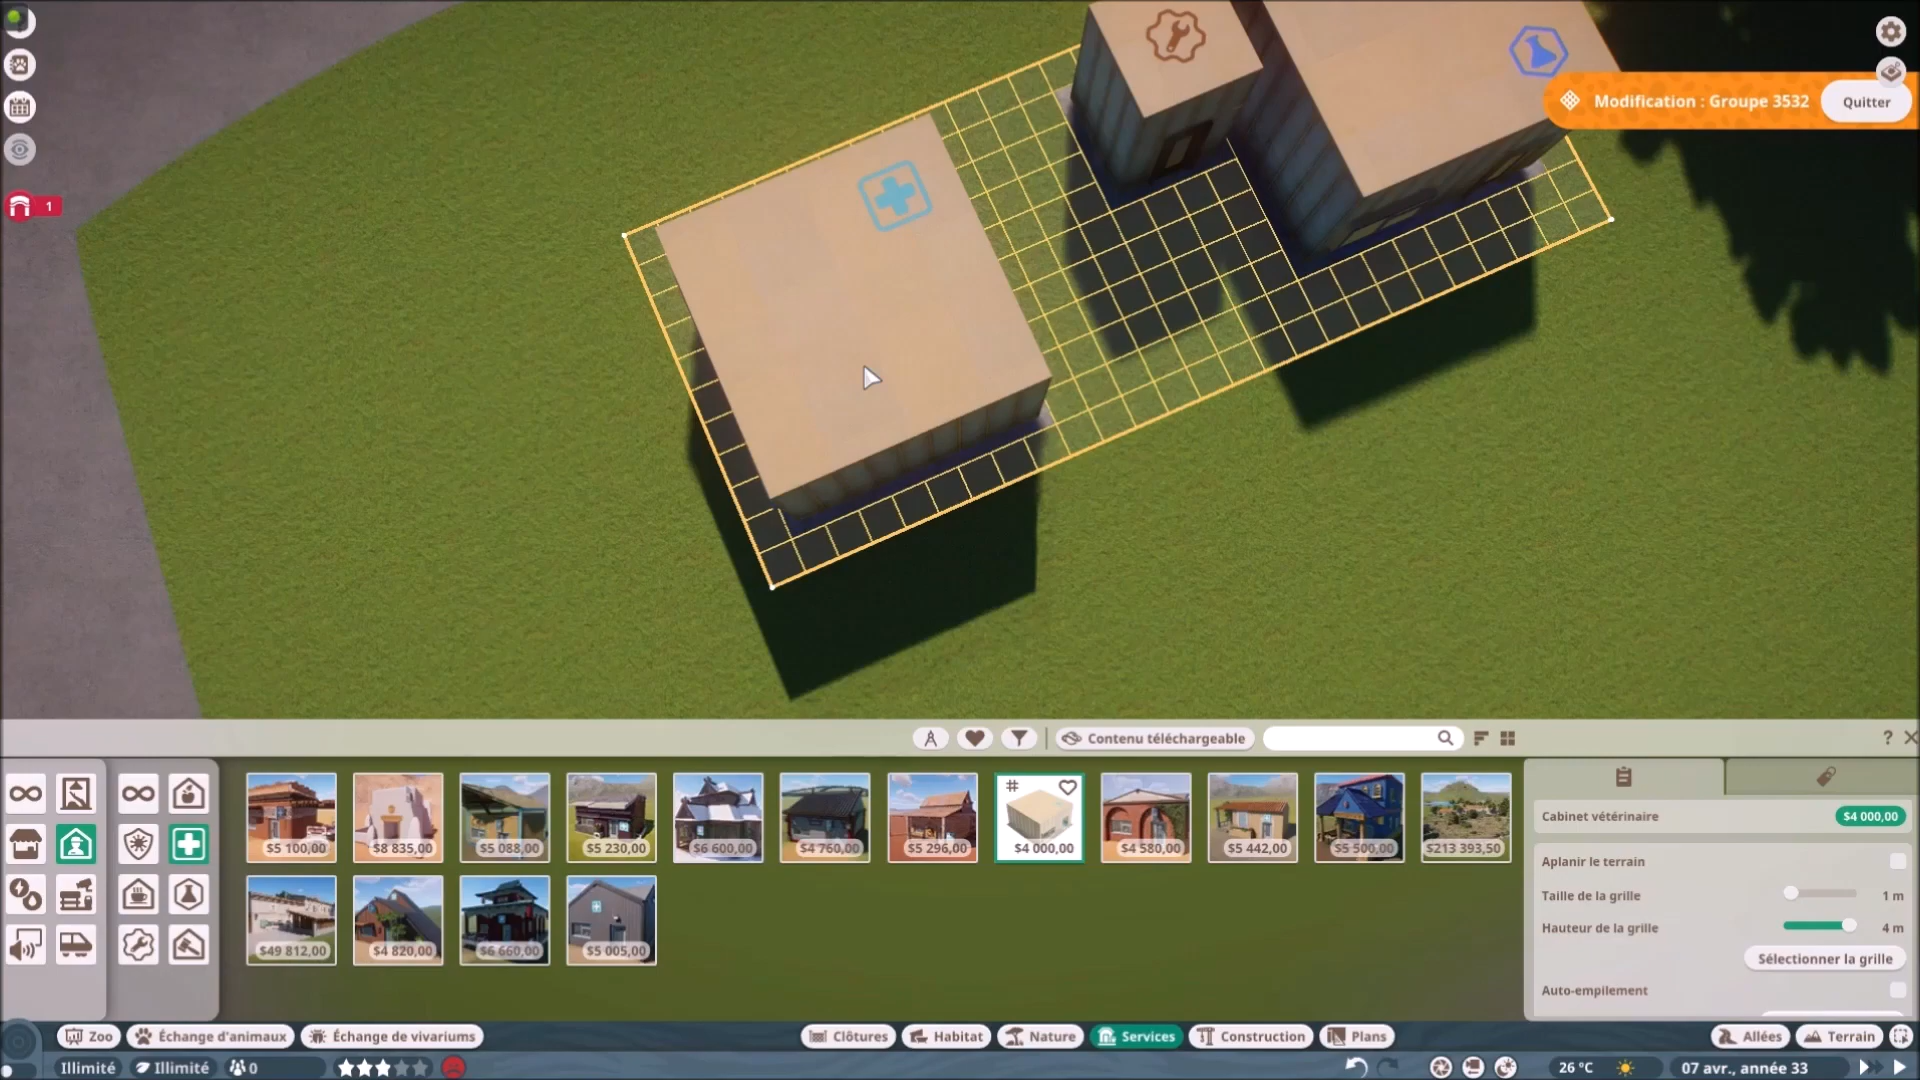 Modification : Groupe 3532
Quitter
1
Contenu téléchargeable
?
$5 100,00
$8 835,00
$5 088,00
$5 230,00
$6 600,00
$4 760,00
$5 296,00
$4 000,00
$4 580,00
$5 442,00
$5 500,00
$213 393,50
$49 812,00
$4 820,00
$6 660,00
$5 005,00
Cabinet vétérinaire
$4 000,00
Aplanir le terrain
Taille de la grille
1 m
Hauteur de la grille
4 m
Sélectionner la grille
Auto-empilement
Zoo
Échange d'animaux
Échange de vivariums
Clôtures
Habitat
Nature
Services
Construction
Plans
Allées
Terrain
Illimité
Illimité
0
26 °C
07 avr., année 33